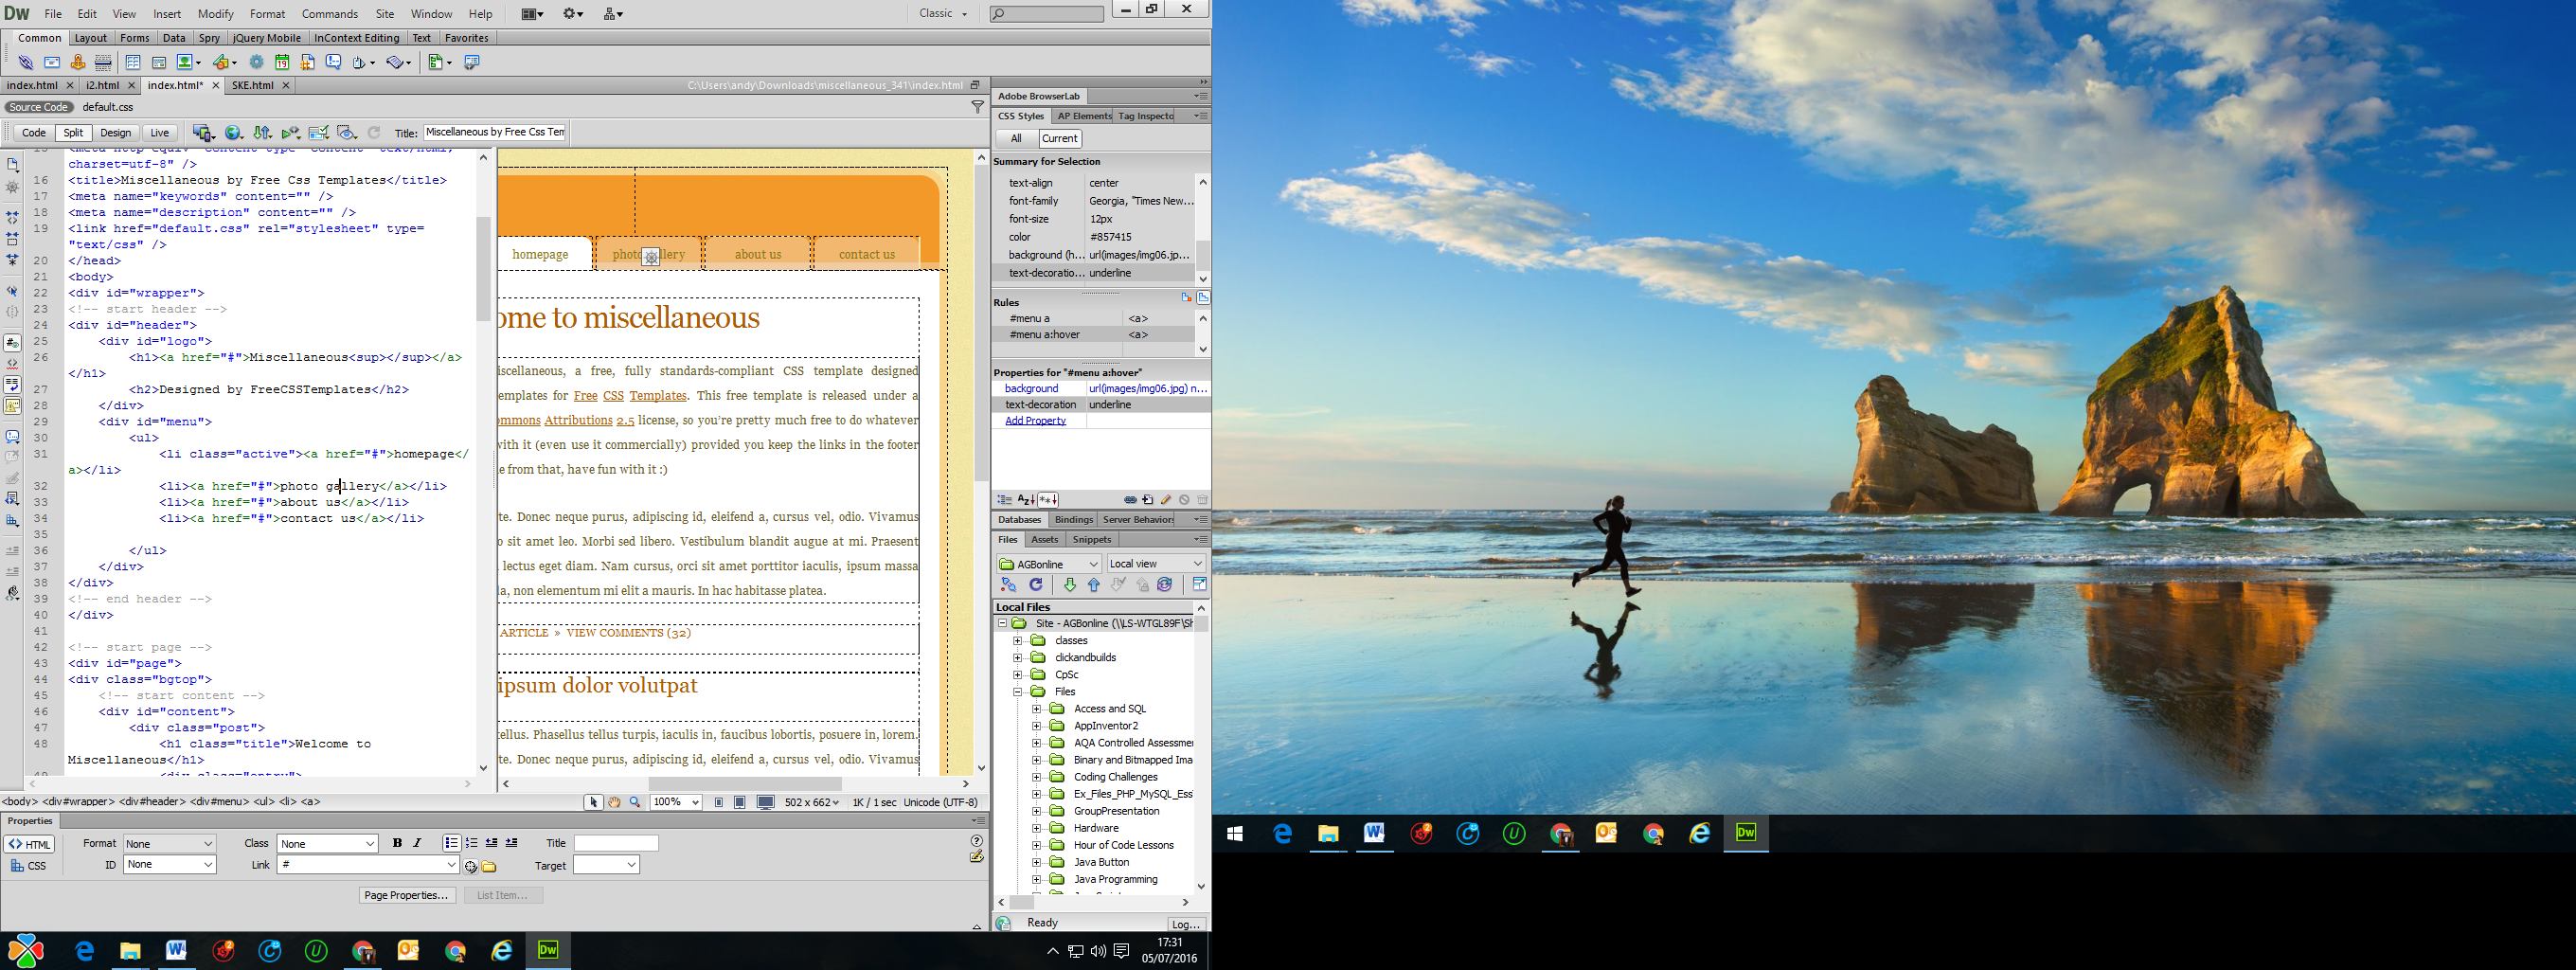 Dw File Edit View Insert Modify Format Commands Site Window Help Classic
Common Layout Forms Data Spry jQuery Mobile InContext Editing Text Favorites
index.html i2.html index.html* SKE.html C:\Users\andy\Downloads\miscellaneous_341\index.html
Source Code default.css
Code Split Design Live Title: Miscellaneous by Free Css Tem
charset=utf-8" />
16 <title>Miscellaneous by Free Css Templates</title>
17 <meta name="keywords" content="" />
18 <meta name="description" content="" />
19 <link href="default.css" rel="stylesheet" type=
"text/css" />
20 </head>
21 <body>
22 <div id="wrapper">
23 <!-- start header -->
24 <div id="header">
25 <div id="logo">
26 <h1><a href="#">Miscellaneous<sup></sup></a>
</h1>
27 <h2>Designed by FreeCSSTemplates</h2>
28 </div>
29 <div id="menu">
30 <ul>
31 <li class="active"><a href="#">homepage</
a></li>
32 <li><a href="#">photo gallery</a></li>
33 <li><a href="#">about us</a></li>
34 <li><a href="#">contact us</a></li>
35
36 </ul>
37 </div>
38 </div>
39 <!-- end header -->
40 </div>
41
42 <!-- start page -->
43 <div id="page">
44 <div class="bgtop">
45 <!-- start content -->
46 <div id="content">
47 <div class="post">
48 <h1 class="title">Welcome to
Miscellaneous</h1>
homepage about us contact us
ome to miscellaneous
iscellaneous, a free, fully standards-compliant CSS template designed
emplates for Free CSS Templates. This free template is released under a
ommons Attributions 2.5 license, so you're pretty much free to do whatever
with it (even use it commercially) provided you keep the links in the footer
e from that, have fun with it :)
te. Donec neque purus, adipiscing id, eleifend a, cursus vel, odio. Vivamus
o sit amet leo. Morbi sed libero. Vestibulum blandit augue at mi. Praesent
lectus eget diam. Nam cursus, orci sit amet porttitor iaculis, ipsum massa
a, non elementum mi elit a mauris. In hac habitasse platea.
ARTICLE » VIEW COMMENTS (32)
ipsum dolor volutpat
tellus. Phasellus tellus turpis, iaculis in, faucibus lobortis, posuere in, lorem.
te. Donec neque purus, adipiscing id, eleifend a, cursus vel, odio. Vivamus
<body> <div#wrapper> <div#header> <div#menu> <ul> <li> <a> 100% 502 x 662 1K / 1 sec Unicode (UTF-8)
Properties
<> HTML Format None Class None B I Title
CSS ID None Link # Target
Page Properties... List Item...
Adobe BrowserLab
CSS Styles AP Elements Tag Inspecto
All Current
Summary for Selection
text-align center
font-family Georgia, "Times New...
font-size 12px
color #857415
background (h... url(images/img06.jp...
text-decoratio... underline
Rules
#menu a <a>
#menu a:hover <a>
Properties for "#menu a:hover"
background url(images/img06.jpg) n...
text-decoration underline
Add Property
Databases Bindings Server Behaviors
Files Assets Snippets
AGBonline Local view
Local Files
Site - AGBonline (\\LS-WTGL89F\Sh
classes
clickandbuilds
CpSc
Files
Access and SQL
AppInventor2
AQA Controlled Assessme
Binary and Bitmapped Ima
Coding Challenges
Ex_Files_PHP_MySQL_Ess
GroupPresentation
Hardware
Hour of Code Lessons
Java Button
Java Programming
Ready Log...
17:31
05/07/2016